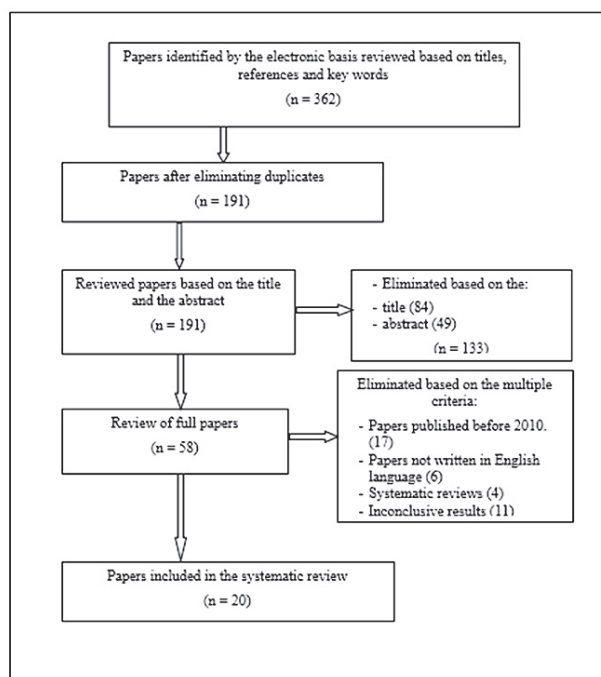 Papers identified by the electronic basis reviewed based on titles,
references and key words
(n = 362)
Papers after eliminating duplicates
(n = 191)
Reviewed papers based on the title
and the abstract
(n = 191)
- Eliminated based on the:
- title (84)
- abstract (49)
(n = 133)
Review of full papers
(n = 58)
Eliminated based on the multiple
criteria:
- Papers published before 2010.
(17)
- Papers not written in English
language (6)
- Systematic reviews (4)
- Inconclusive results (11)
Papers included in the systematic review
(n = 20)